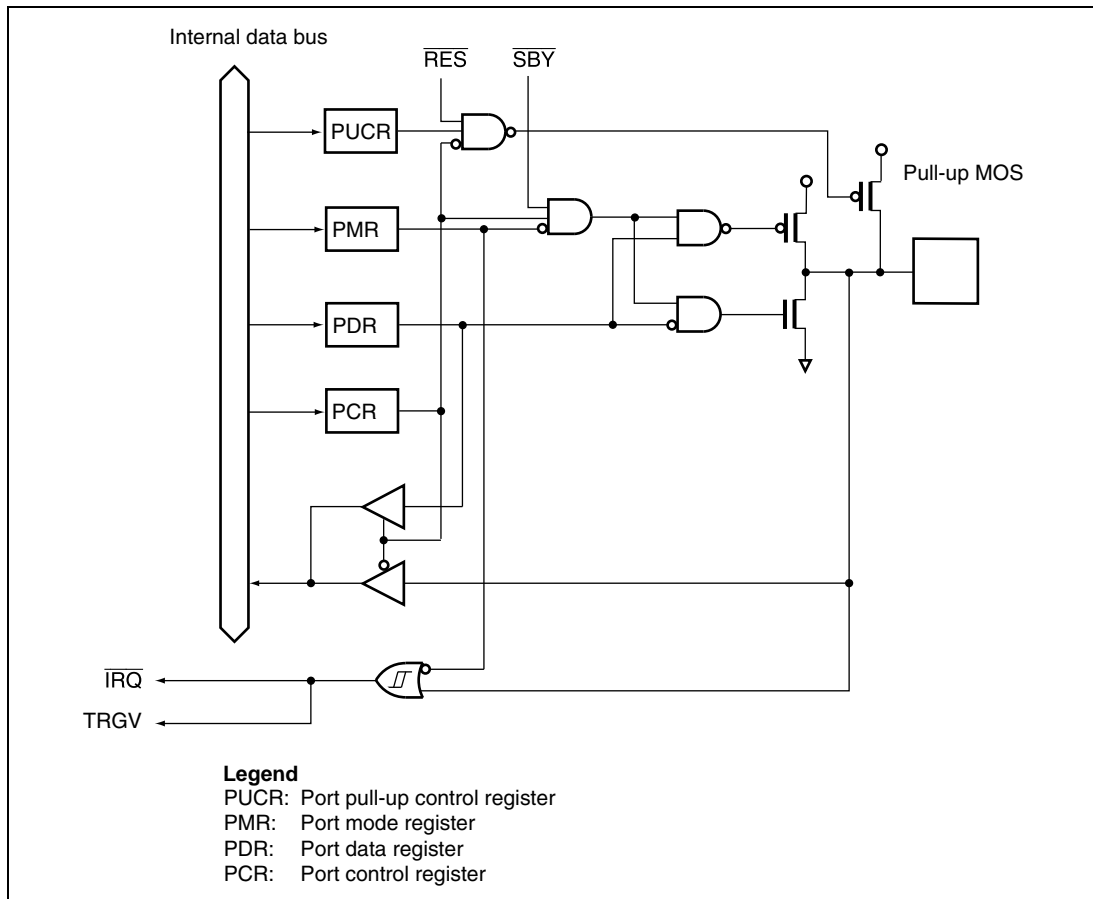 Internal data bus
RES
SBY
PUCR
Pull-up MOS
PMR
PDR
PCR
IRQ
TRGV
Legend
PUCR: Port pull-up control register
PMR: Port mode register
PDR: Port data register
PCR: Port control register